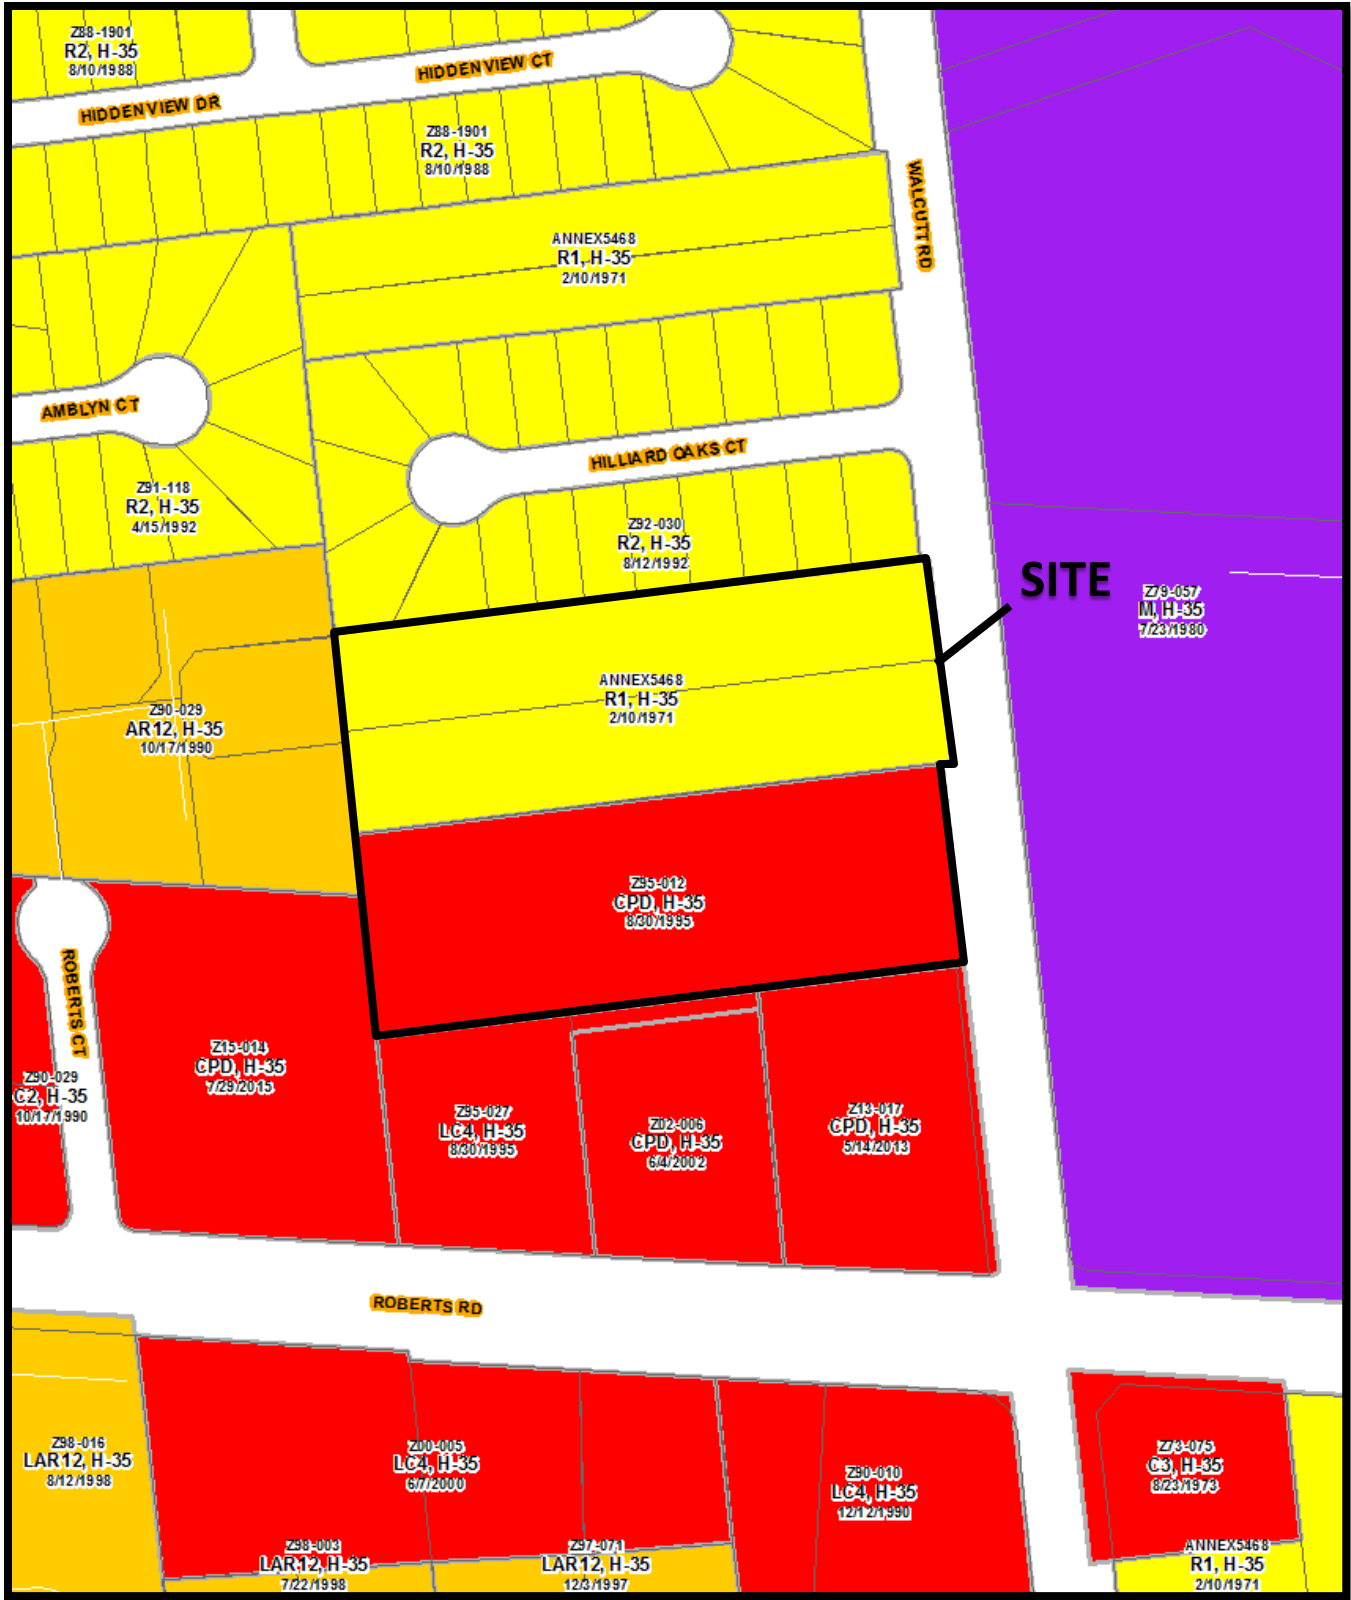 Z88-1901
R2, H-35
8/10/1988
HIDDEN VIEW CT
HIDDEN VIEW DR
Z88-1901
R2, H-35
8/10/1988
WALCUTT RD
ANNEX5468
R1, H-35
2/10/1971
AMBLYN CT
HILLIARD OAKS CT
Z91-118
R2, H-35
4/15/1992
Z92-030
R2, H-35
8/12/1992
SITE
Z79-057
M, H-35
7/23/1980
ANNEX5468
R1, H-35
2/10/1971
Z90-029
AR12, H-35
10/17/1990
Z95-012
CPD, H-35
8/30/1995
ROBERTS CT
Z15-014
CPD, H-35
7/29/2015
Z90-029
C2, H-35
10/17/1990
Z95-027
LC4, H-35
8/30/1995
Z02-006
CPD, H-35
6/4/2002
Z13-017
CPD, H-35
5/14/2013
ROBERTS RD
Z98-016
LAR12, H-35
8/12/1998
Z00-005
LC4, H-35
6/7/2000
Z90-010
LC4, H-35
12/12/1990
Z73-075
C3, H-35
8/23/1973
Z98-003
LAR12, H-35
7/22/1998
Z97-071
LAR12, H-35
12/3/1997
ANNEX5468
R1, H-35
2/10/1971